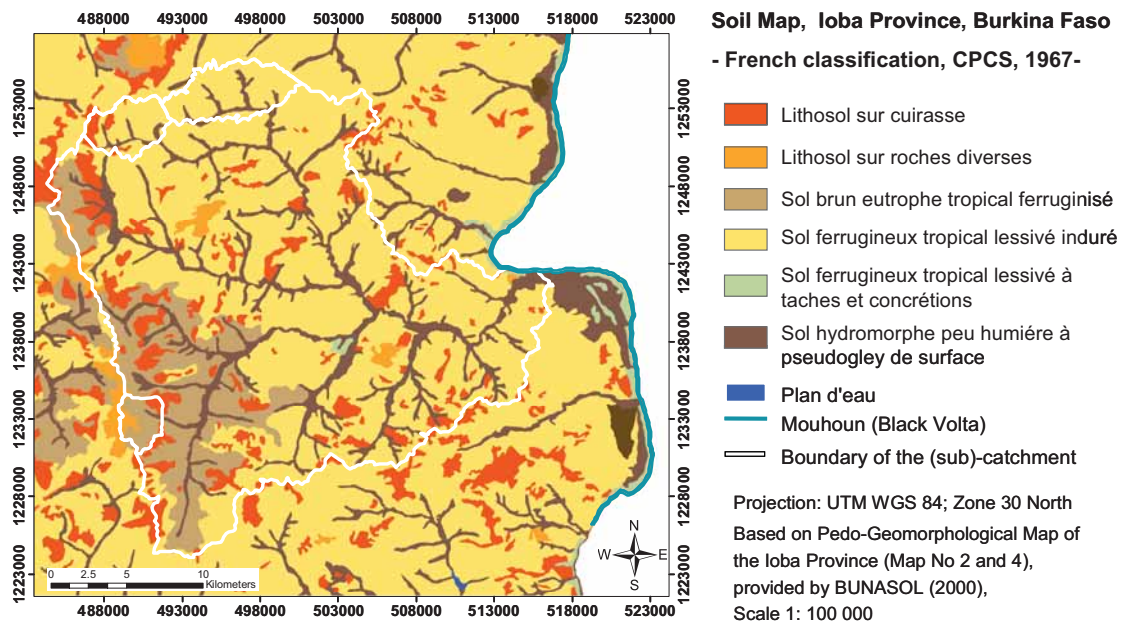 488000 493000 498000 503000 508000 513000 518000 523000
1253000 1248000 1243000 1238000 1233000 1228000 1223000
1253000 1248000 1243000 1238000 1233000 1228000 1223000
N
W E
S
0 2.5 5 10
Kilometers
488000 493000 498000 503000 508000 513000 518000 523000
Soil Map, Ioba Province, Burkina Faso
- French classification, CPCS, 1967-
Lithosol sur cuirasse
Lithosol sur roches diverses
Sol brun eutrophe tropical ferruginisé
Sol ferrugineux tropical lessivé induré
Sol ferrugineux tropical lessivé à
taches et concrétions
Sol hydromorphe peu humiére à
pseudogley de surface
Plan d'eau
Mouhoun (Black Volta)
Boundary of the (sub)-catchment
Projection: UTM WGS 84; Zone 30 North
Based on Pedo-Geomorphological Map of
the Ioba Province (Map No 2 and 4),
provided by BUNASOL (2000),
Scale 1: 100 000